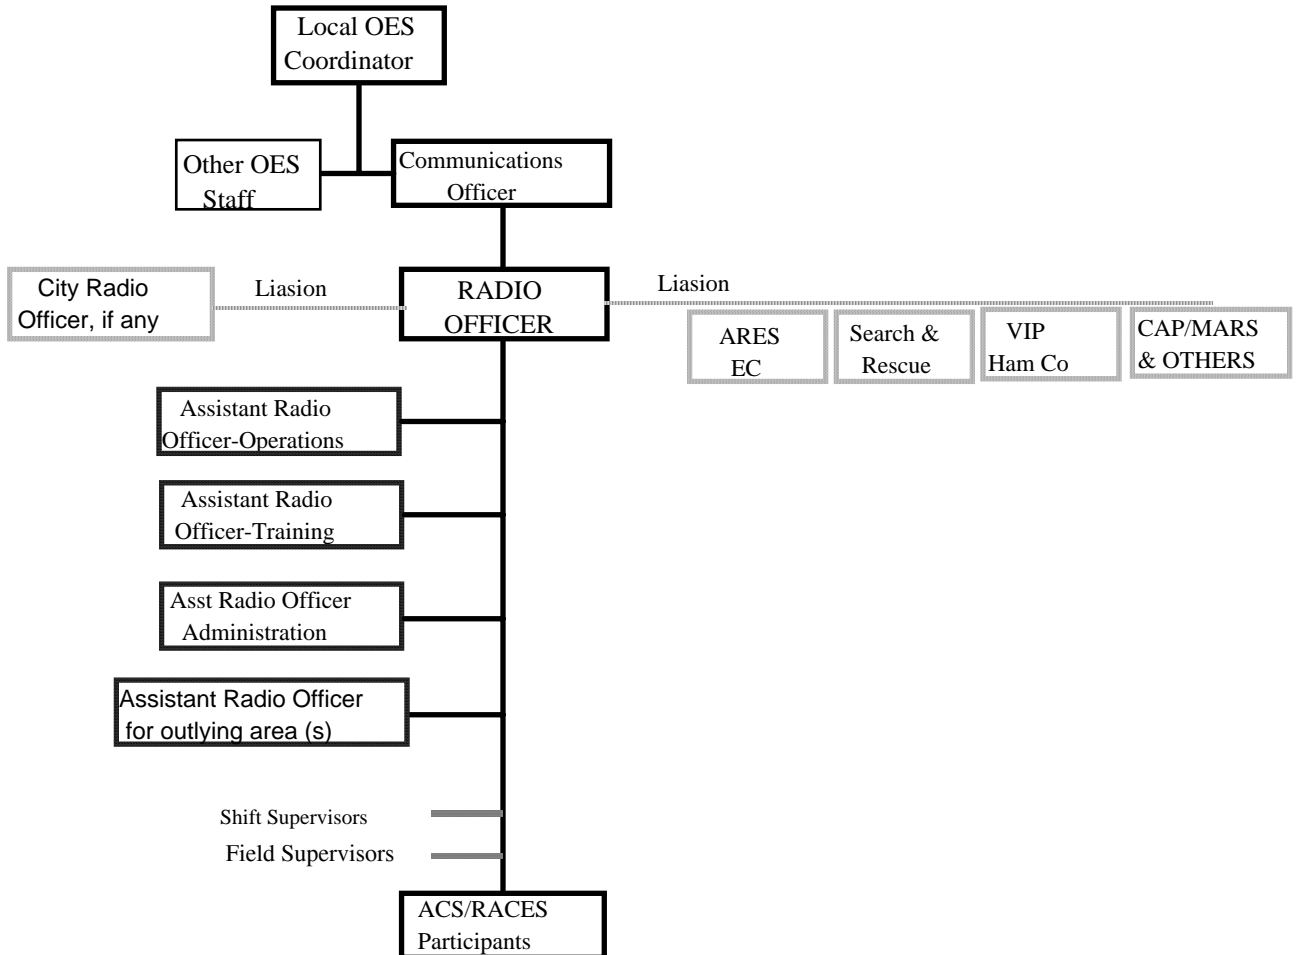 Local OES
Coordinator
Other OES
Staff
Communications
Officer
City Radio
Officer, if any
Liasion
RADIO
OFFICER
Liasion
ARES
EC
Search &
Rescue
VIP
Ham Co
CAP/MARS
& OTHERS
Assistant Radio
Officer-Operations
Assistant Radio
Officer-Training
Asst Radio Officer
Administration
Assistant Radio Officer
for outlying area (s)
Shift Supervisors
Field Supervisors
ACS/RACES
Participants